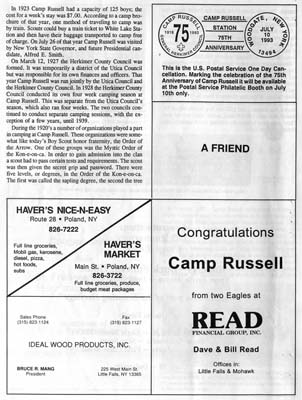 In 1923 Camp Russell had a capacity of 125 boys; the
cost for a week's stay was $7.00. According to a camp bro-
chure of that year, one method of traveling to camp was
by train. Scouts could buy a train ticket to White Lake Sta-
tion and then have their baggage transported to camp free
of charge. On July 26 of that year Camp Russell was visited
by New York State Governor, and future Presidential can-
didate, Alfred E. Smith.
On March 12, 1927 the Herkimer County Council was
formed. It was temporarily a district of the Utica Council
but was responsible for its own finances and officers. That
year Camp Russell was run jointly by the Utica Council and
the Herkimer County Council. In 1928 the Herkimer County
Council conducted its own four week camping season at
Camp Russell. This was separate from the Utica Council's
season, which also ran four weeks. The two councils con-
tinued to conduct separate camping sessions, with the ex-
ception of a few years, until 1939.
During the 1920's a number of organizations played a part
in camping at Camp Russell. These organizations were some-
what like today's Boy Scout honor fraternity, the Order of
the Arrow. One of these groups was the Mystic Order of
the Kon-e-on-ca. In order to gain admission into the clan
a scout had to pass certain tests and requirements. The scout
was then given the secret grip and password. There were
five levels, or degrees, in the Order of the Kon-e-on-ca.
The first was called the sapling degree, the second the tree
CAMP RUSSELL
1918 75th 1993
CAMP RUSSELL
STATION
75TH
ANNIVERSARY
WOODGATE, NEW YORK
JULY
10
1993
13494
This is the U.S. Postal Service One Day Can-
cellation. Marking the celebration of the 75th
Anniversary of Camp Russell it will be available
at the Postal Service Philatelic Booth on July
10th only.
A FRIEND
HAVER'S NICE-N-EASY
Route 28 • Poland, NY
826-7222
Full line groceries,
Mobil gas, kerosene,
diesel, pizza,
hot foods,
subs
HAVER'S
MARKET
Main St. • Poland, NY
826-3722
Full line groceries, produce,
budget meat packages
Sales Phone
(315) 823-1124
Fax
(315) 823-1127
IDEAL WOOD PRODUCTS, INC.
BRUCE R. MANG
President
225 West Main St.
Little Falls, NY 13365
Congratulations
Camp Russell
from two Eagles at
READ
FINANCIAL GROUP, INC.
Dave & Bill Read
Offices in:
Little Falls & Mohawk